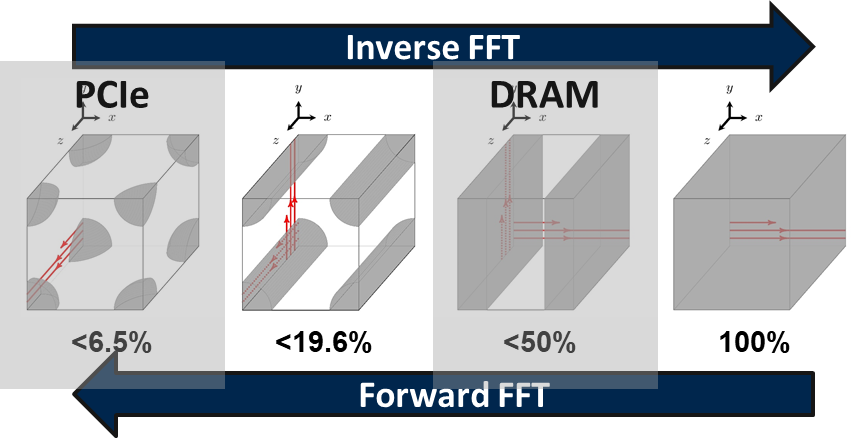 Inverse FFT
PCIe
DRAM
y
x
z
y
x
z
y
x
z
y
x
z
<6.5%
<19.6%
<50%
100%
Forward FFT